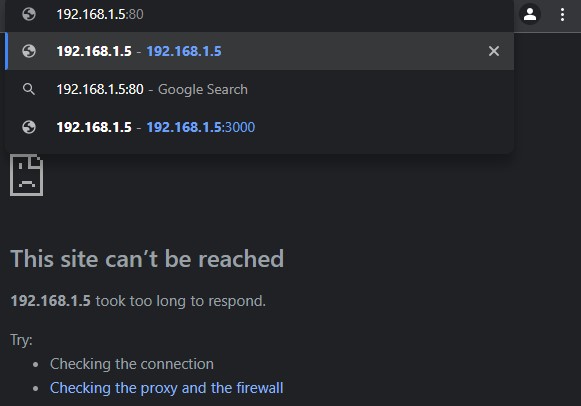 192.168.1.5:80
192.168.1.5 - 192.168.1.5
192.168.1.5:80 - Google Search
192.168.1.5 - 192.168.1.5:3000
This site can't be reached
192.168.1.5 took too long to respond.
Try:
• Checking the connection
• Checking the proxy and the firewall